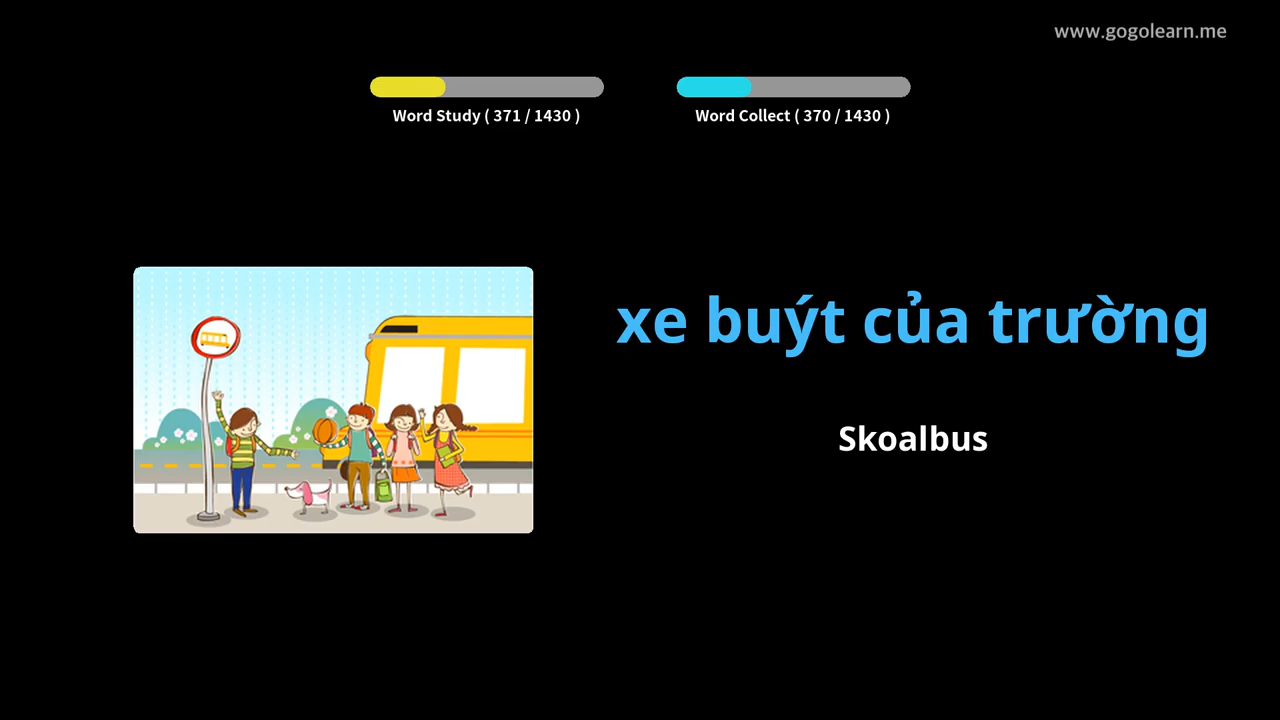 www.gogolearn.me
Word Study ( 371 / 1430 )
Word Collect ( 370 / 1430 )
xe buýt của trường
Skoalbus